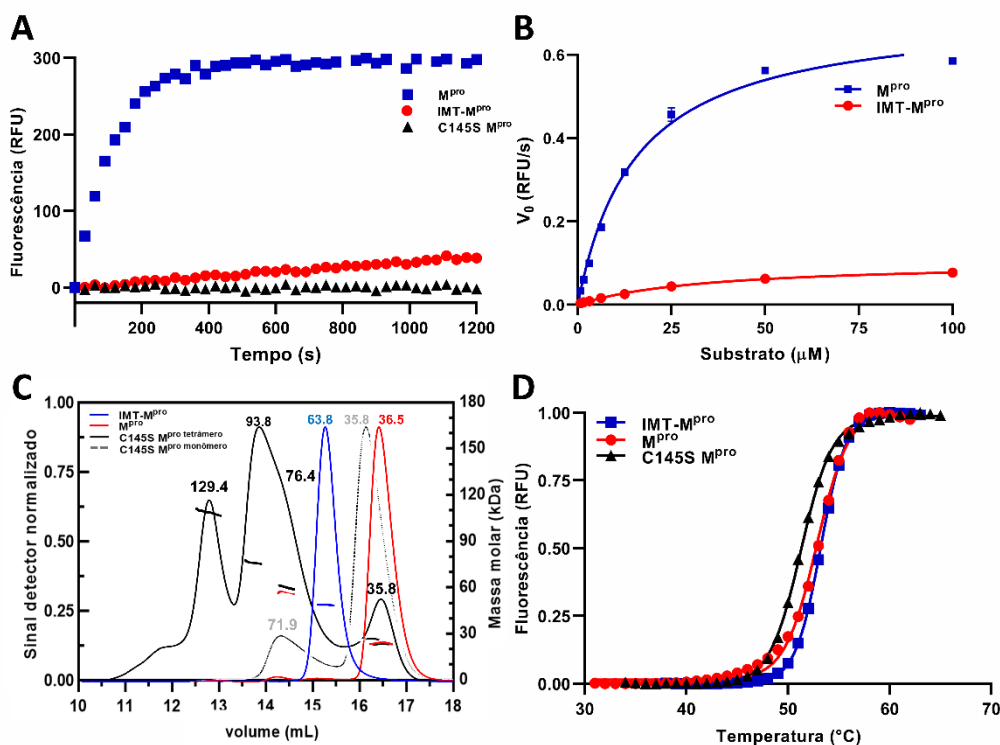 A
Fluorescência (RFU)
300
200
100
0
200
400
600
800
1000
1200
Tempo (s)
Mpro
IMT-Mpro
C145S Mpro
B
V0 (RFU/s)
0.6
0.4
0.2
0.0
0
25
50
75
100
Substrato (μM)
Mpro
IMT-Mpro
C
Sinal detector normalizado
1.00
0.75
0.50
0.25
0.00
10
11
12
13
14
15
16
17
18
volume (mL)
180
150
120
90
60
30
0
Massa molar (kDa)
IMT-Mpro
Mpro
C145S Mpro tetrâmero
C145S Mpro monômero
129.4
93.8
76.4
63.8
35.8
36.5
71.9
35.8
D
Fluorescência (RFU)
1.00
0.75
0.50
0.25
0.00
30
40
50
60
70
Temperatura (°C)
IMT-Mpro
Mpro
C145S Mpro